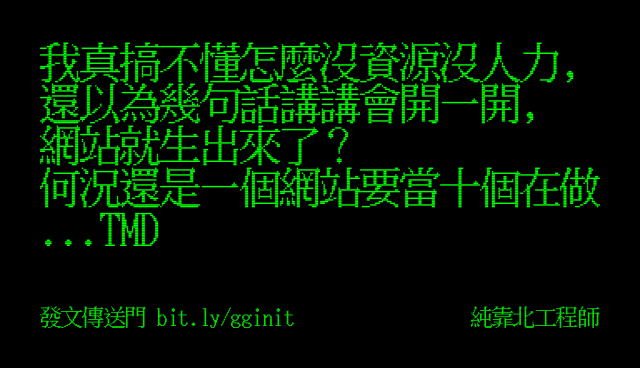 我真搞不懂怎麼沒資源沒人力,
還以為幾句話講講會開一開,
網站就生出來了？
何況還是一個網站要當十個在做
...TMD
發文傳送門 bit.ly/gginit 純靠北工程師